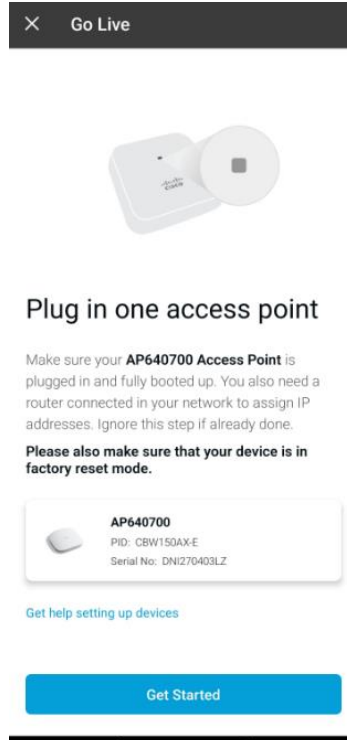 Go Live
CISCO
Plug in one access point
Make sure your AP640700 Access Point is
plugged in and fully booted up. You also need a
router connected in your network to assign IP
addresses. Ignore this step if already done.
Please also make sure that your device is in
factory reset mode.
AP640700
PID: CBW150AX-E
Serial No: DNI270403LZ
Get help setting up devices
Get Started